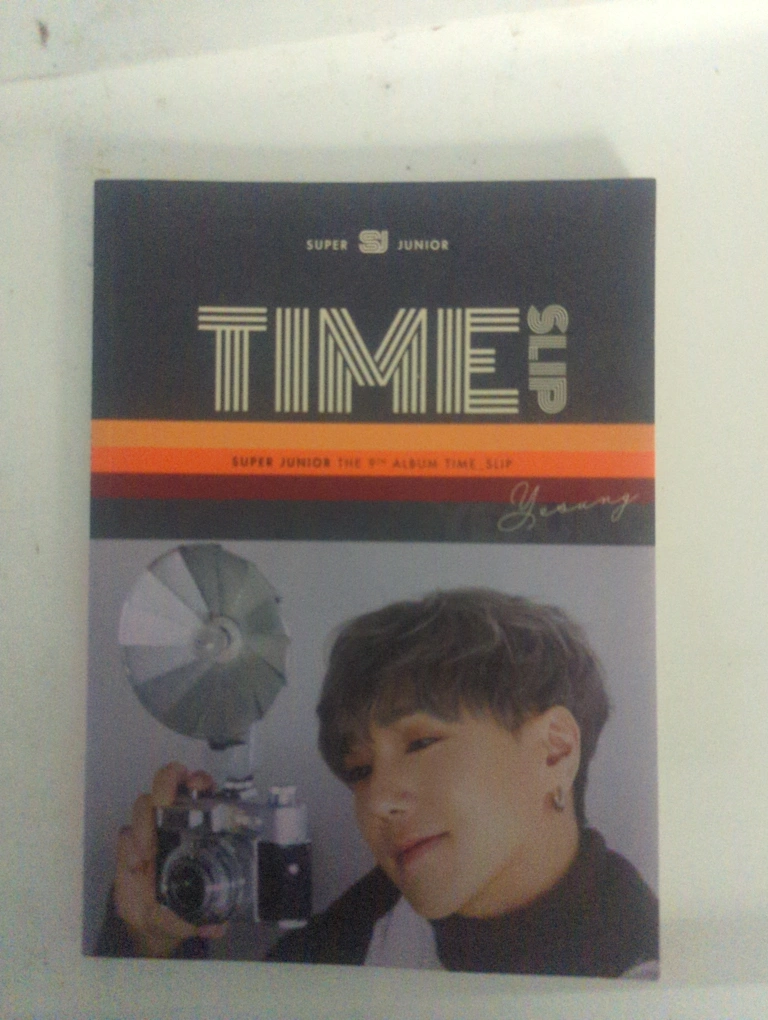 SUPER SJ JUNIOR
TIME SLIP
SUPER JUNIOR THE 9TH ALBUM TIME_SLIP
Yesung